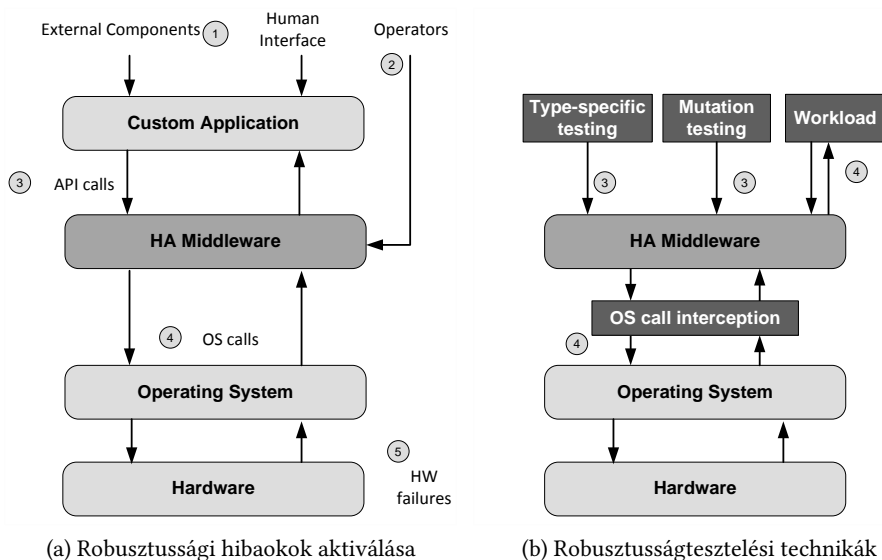 External Components
1
Human
Interface
Operators
2
Custom Application
3
API calls
HA Middleware
4
OS calls
Operating System
5
HW
failures
Hardware
(a) Robusztussági hibaokok aktiválása
Type-specific
testing
Mutation
testing
Workload
3
3
4
HA Middleware
OS call interception
4
Operating System
Hardware
(b) Robusztusságtesztelési technikák